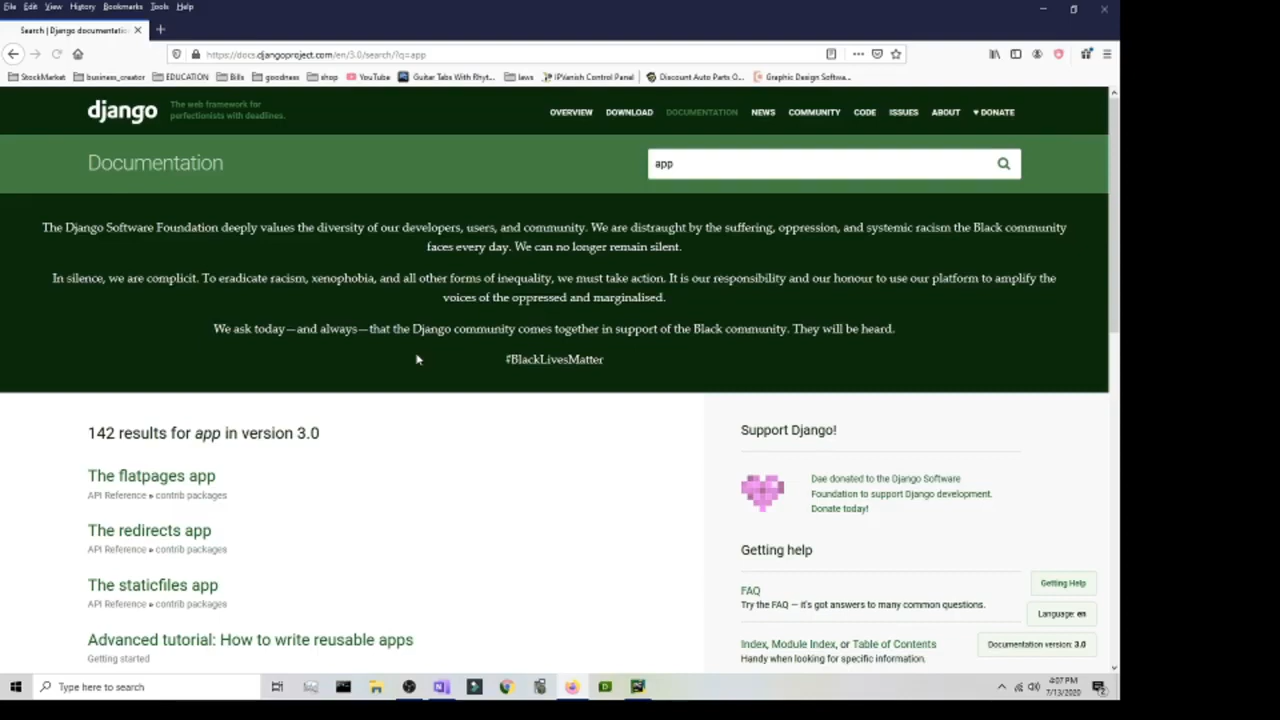 File Edit View History Bookmarks Tools Help
Search | Django documentatio
https://docs.djangoproject.com/en/3.0/search/?q=app
StockMarket business_creator EDUCATION Bills goodness shop YouTube Guitar Tabs With Rhyt... laws IPVanish Control Panel Discount Auto Parts O... Graphic Design Softwa...
django
The web framework for
perfectionists with deadlines.
OVERVIEW DOWNLOAD DOCUMENTATION NEWS COMMUNITY CODE ISSUES ABOUT ♥ DONATE
Documentation
app
The Django Software Foundation deeply values the diversity of our developers, users, and community. We are distraught by the suffering, oppression, and systemic racism the Black community
faces every day. We can no longer remain silent.
In silence, we are complicit. To eradicate racism, xenophobia, and all other forms of inequality, we must take action. It is our responsibility and our honour to use our platform to amplify the
voices of the oppressed and marginalised.
We ask today—and always—that the Django community comes together in support of the Black community. They will be heard.
#BlackLivesMatter
142 results for app in version 3.0
The flatpages app
API Reference » contrib packages
The redirects app
API Reference » contrib packages
The staticfiles app
API Reference » contrib packages
Advanced tutorial: How to write reusable apps
Getting started
Support Django!
Dae donated to the Django Software
Foundation to support Django development.
Donate today!
Getting help
FAQ
Try the FAQ — it's got answers to many common questions.
Index, Module Index, or Table of Contents
Handy when looking for specific information.
Getting Help
Language: en
Documentation version: 3.0
Type here to search
4:07 PM
7/13/2020